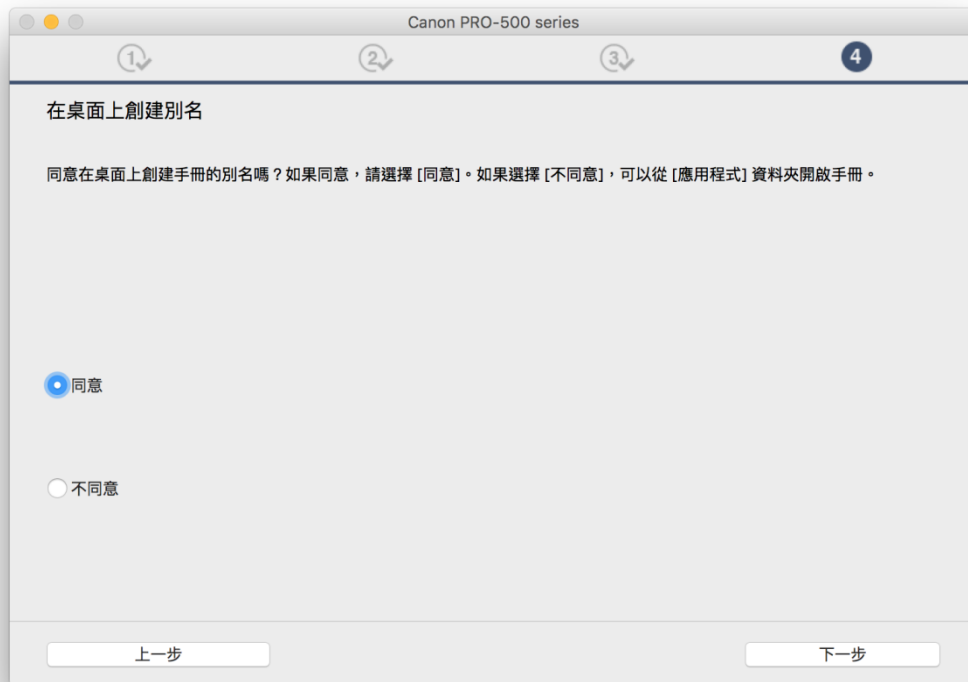 Canon PRO-500 series
1 2 3 4
在桌面上創建別名
同意在桌面上創建手冊的別名嗎？如果同意，請選擇 [同意]。如果選擇 [不同意]，可以從 [應用程式] 資料夾開啟手冊。
同意
不同意
上一步 下一步